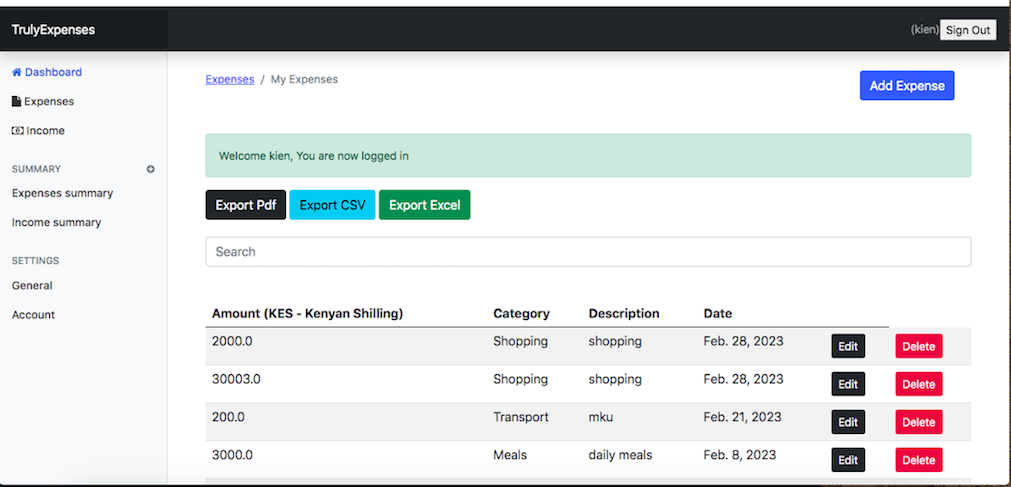 TrulyExpenses
(kien) Sign Out
Dashboard
Expenses
Income
SUMMARY
Expenses summary
Income summary
SETTINGS
General
Account
Expenses / My Expenses
Add Expense
Welcome kien, You are now logged in
Export Pdf Export CSV Export Excel
Search
Amount (KES - Kenyan Shilling) Category Description Date
2000.0 Shopping shopping Feb. 28, 2023 Edit Delete
30003.0 Shopping shopping Feb. 28, 2023 Edit Delete
200.0 Transport mku Feb. 21, 2023 Edit Delete
3000.0 Meals daily meals Feb. 8, 2023 Edit Delete